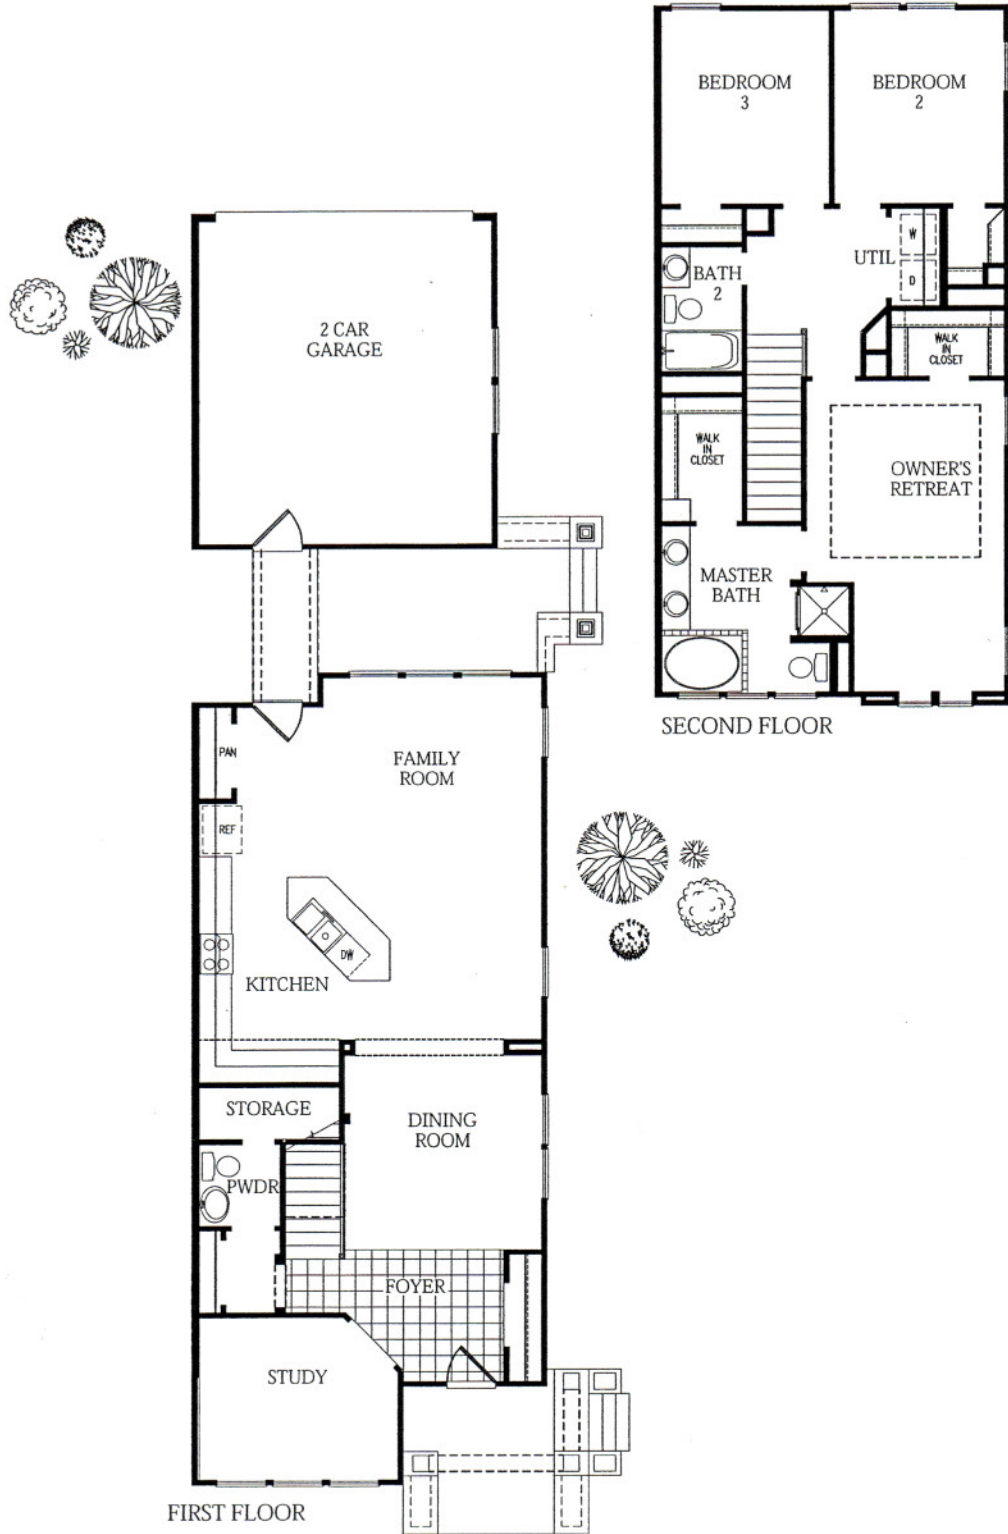 BEDROOM
3
BEDROOM
2
UTIL
W
D
BATH
2
WALK
IN
CLOSET
WALK
IN
CLOSET
OWNER'S
RETREAT
MASTER
BATH
SECOND FLOOR
2 CAR
GARAGE
PAN
FAMILY
ROOM
REF
DW
KITCHEN
STORAGE
DINING
ROOM
PWDR
FOYER
STUDY
FIRST FLOOR